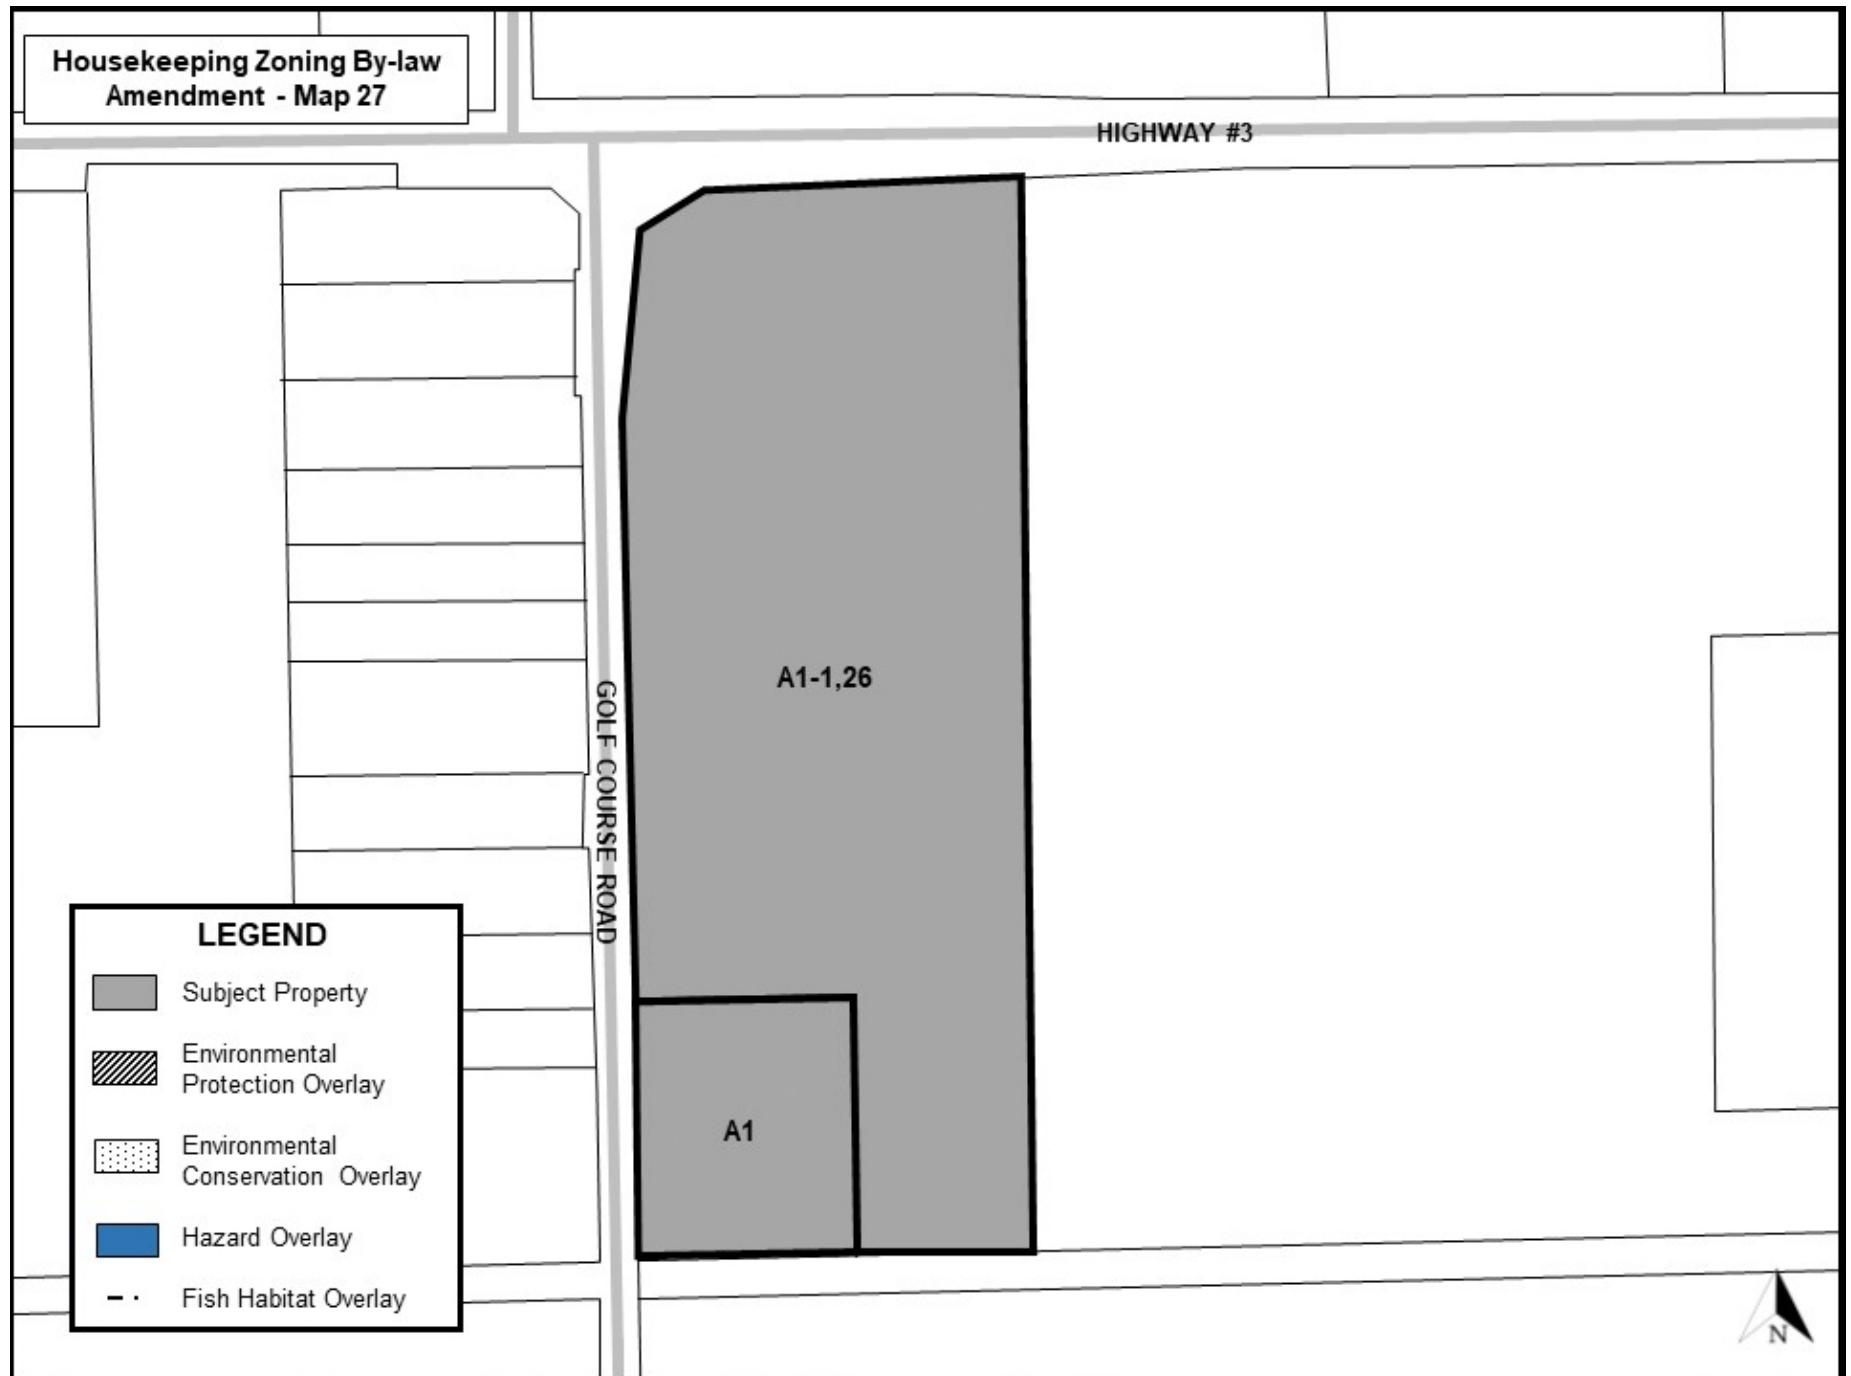 Housekeeping Zoning By-law
Amendment - Map 27
HIGHWAY #3
A1-1,26
GOLF COURSE ROAD
A1
LEGEND
Subject Property
Environmental
Protection Overlay
Environmental
Conservation Overlay
Hazard Overlay
Fish Habitat Overlay
N